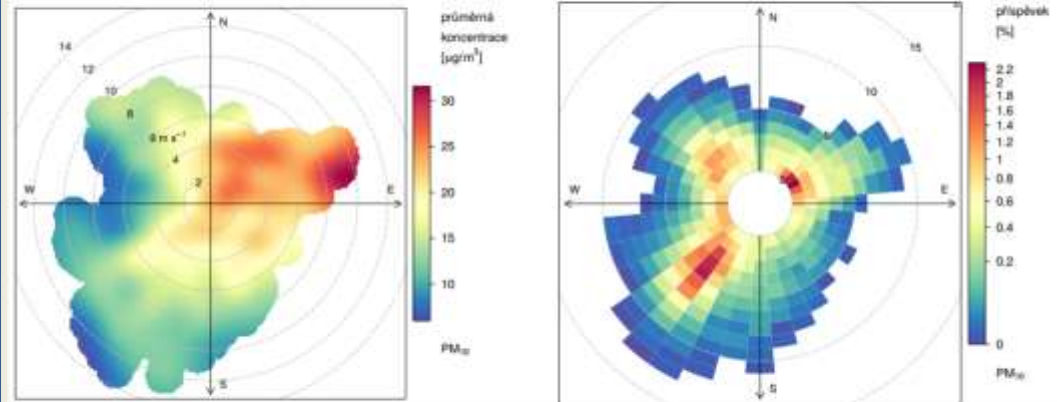 průměrná
koncentrace
[µg/m³]
N
14
12
10
8
6 m s⁻¹
4
2
W
E
S
30
25
20
15
10
PM₁₀
příspěvek
[%]
N
15
10
W
E
S
2.2
2
1.8
1.6
1.4
1.2
1
0.8
0.6
0.4
0.2
0
PM₁₀